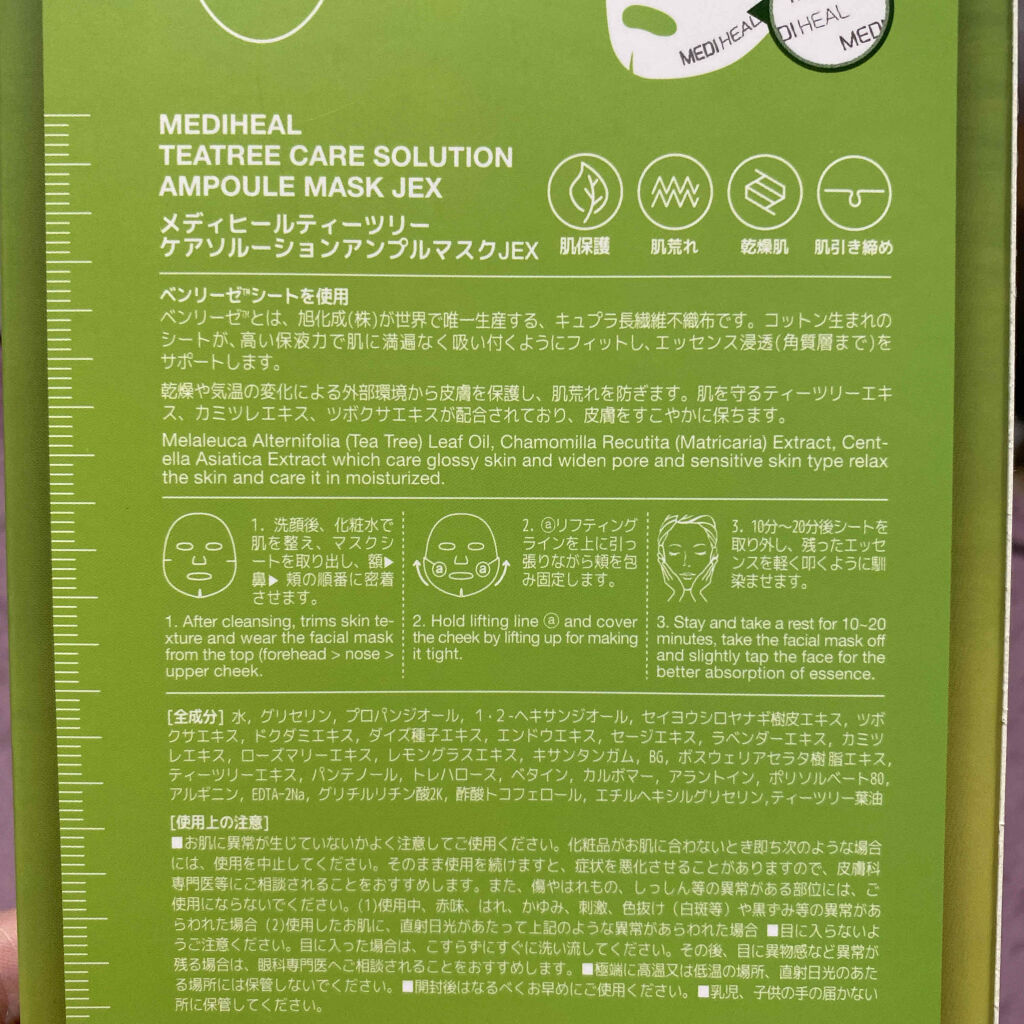 MEDIHEAL
DIHEAL
MEDI
MEDIHEAL
TEATREE CARE SOLUTION
AMPOULE MASK JEX
メディヒールティーツリー
ケアソルーションアンプルマスクJEX
肌保護
肌荒れ
乾燥肌
肌引き締め
ベンリーゼ™シートを使用
ベンリーゼ™とは、旭化成(株)が世界で唯一生産する、キュプラ長繊維不織布です。コットン生まれの
シートが、高い保液力で肌に満遍なく吸い付くようにフィットし、エッセンス浸透(角質層まで)を
サポートします。
乾燥や気温の変化による外部環境から皮膚を保護し、肌荒れを防ぎます。肌を守るティーツリーエキ
ス、カミツレエキス、ツボクサエキスが配合されており、皮膚をすこやかに保ちます。
Melaleuca Alternifolia (Tea Tree) Leaf Oil, Chamomilla Recutita (Matricaria) Extract, Cent-
ella Asiatica Extract which care glossy skin and widen pore and sensitive skin type relax
the skin and care it in moisturized.
1. 洗顔後、化粧水で
肌を整え、マスクシ
ートを取り出し、額▶
鼻▶ 頬の順番に密着
させます。
1. After cleansing, trims skin te-
xture and wear the facial mask
from the top (forehead > nose >
upper cheek.
ⓐ ⓐ
2. ⓐリフティング
ラインを上に引っ
張りながら頬を包
み固定します。
2. Hold lifting line ⓐ and cover
the cheek by lifting up for making
it tight.
3. 10分～20分後シートを
取り外し、残ったエッセ
ンスを軽く叩くように馴
染ませます。
3. Stay and take a rest for 10~20
minutes, take the facial mask off
and slightly tap the face for the
better absorption of essence.
[全成分] 水, グリセリン, プロパンジオール, 1・2-ヘキサンジオール, セイヨウシロヤナギ樹皮エキス, ツボ
クサエキス, ドクダミエキス, ダイズ種子エキス, エンドウエキス, セージエキス, ラベンダーエキス, カミツ
レエキス, ローズマリーエキス, レモングラスエキス, キサンタンガム, BG, ボスウェリアセラタ樹脂エキス,
ティーツリーエキス, パンテノール, トレハロース, ベタイン, カルボマー, アラントイン, ポリソルベート80,
アルギニン, EDTA-2Na, グリチルリチン酸2K, 酢酸トコフェロール, エチルヘキシルグリセリン,ティーツリー葉油
[使用上の注意]
■お肌に異常が生じていないかよく注意してご使用ください。化粧品がお肌に合わないとき即ち次のような場合
には、使用を中止してください。そのまま使用を続けますと、症状を悪化させることがありますので、皮膚科
専門医等にご相談されることをおすすめします。また、傷やはれもの、しっしん等の異常がある部位には、ご
使用にならないでください。(1)使用中、赤味、はれ、かゆみ、刺激、色抜け（白斑等）や黒ずみ等の異常があ
らわれた場合 (2)使用したお肌に、直射日光があたって上記のような異常があらわれた場合 ■目に入らないよ
うご注意ください。目に入った場合は、こすらずにすぐに洗い流してください。その後、目に異物感など異常が
残る場合は、眼科専門医へご相談されることをおすすめします。■極端に高温又は低温の場所、直射日光のあた
る場所には保管しないでください。■開封後はなるべくお早めにご使用ください。■乳児、子供の手の届かない
所に保管してください。